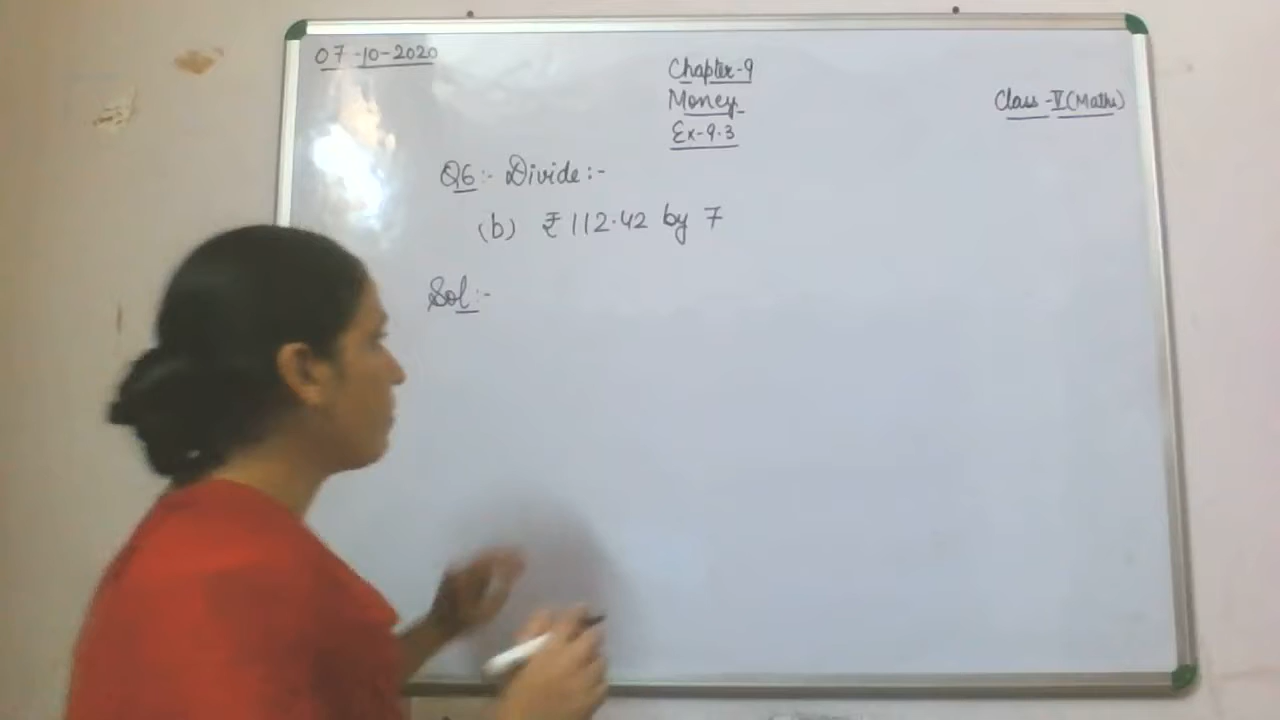 07-10-2020
Chapter-9
Money
Ex-9.3
Class-V(Maths)
Q6:- Divide:-
(b) ₹112.42 by 7
Sol:-